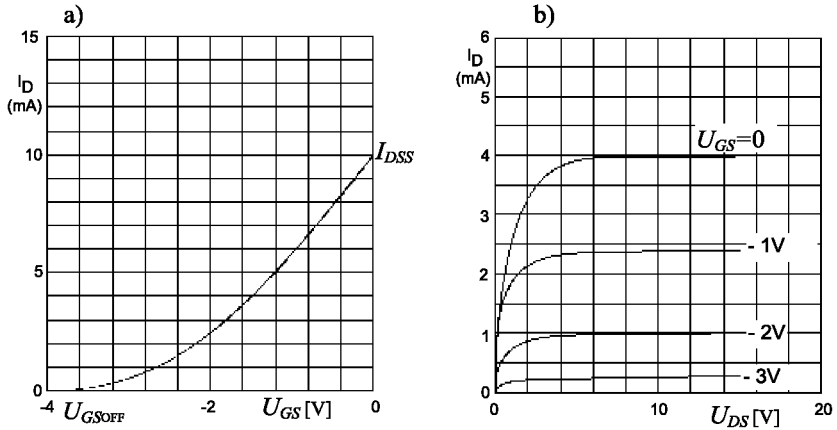 a)
15
I_D
(mA)
10
I_DSS
5
0
-4
U_GSOFF
-2
U_GS [V]
0
b)
6
I_D
(mA)
5
U_GS=0
4
3
- 1V
2
1
- 2V
- 3V
0
0
10
U_DS [V]
20